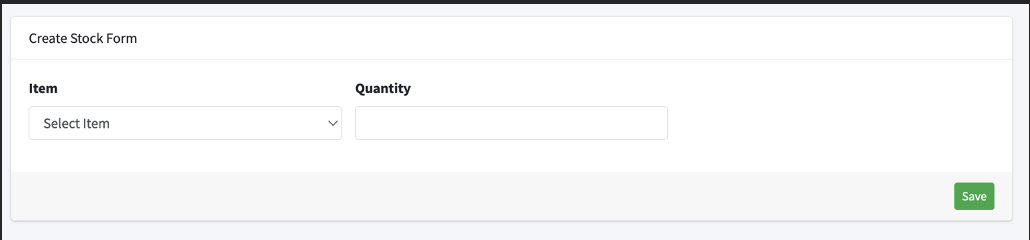 Create Stock Form
Item Quantity
Select Item
Save